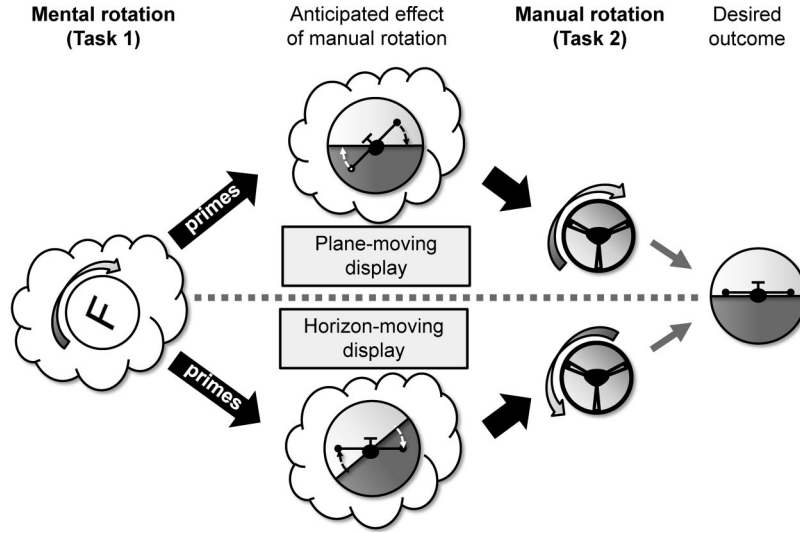 Mental rotation
(Task 1)
Anticipated effect
of manual rotation
Manual rotation
(Task 2)
Desired
outcome
primes
Plane-moving
display
F
Horizon-moving
display
primes